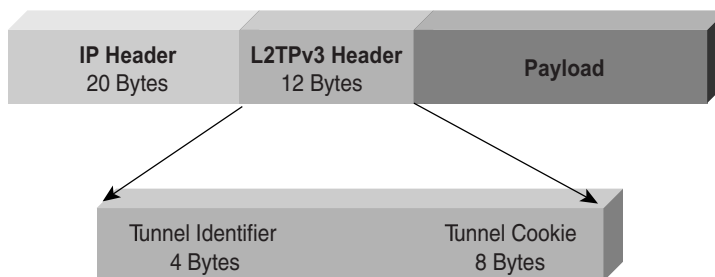 IP Header
20 Bytes
L2TPv3 Header
12 Bytes
Payload
Tunnel Identifier
4 Bytes
Tunnel Cookie
8 Bytes